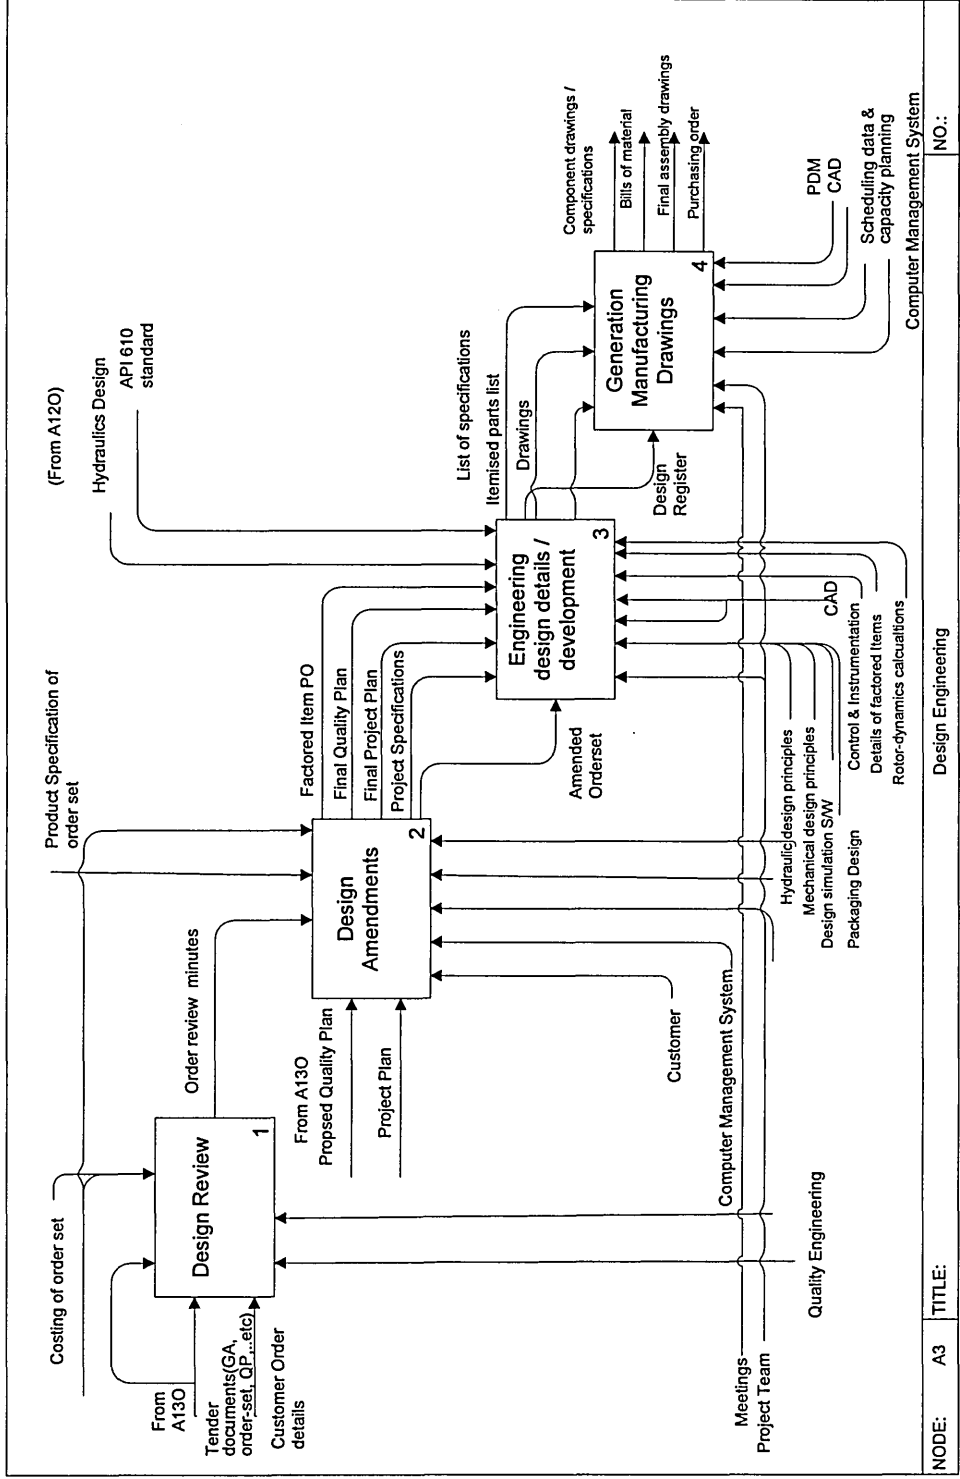 (From A12O)
Hydraulics Design
API 610
standard
Product Specification of
order set
Costing of order set
From
A13O
Tender
documents(GA,
order-set, QP,..etc)
Customer Order
details
Design Review
1
Order review  minutes
From A13O
Propsed Quality Plan
Project Plan
Design
Amendments
2
Factored Item PO
Final Quality Plan
Final Project Plan
Project Specifications
Amended
Orderset
Engineering
design details /
development
3
List of specifications
Itemised parts list
Drawings
Design
Register
Generation
Manufacturing
Drawings
4
Component drawings /
specifications
Bills of material
Final assembly drawings
Purchasing order
PDM
CAD
Scheduling data &
capacity planning
Computer Management System
CAD
Control & Instrumentation
Details of factored Items
Rotor-dynamics calcualtions
Hydraulic design principles
Mechanical design principles
Design simulation S/W
Packaging Design
Customer
Computer Management System
Quality Engineering
Meetings
Project Team
NODE: A3
TITLE: Design Engineering
NO.: